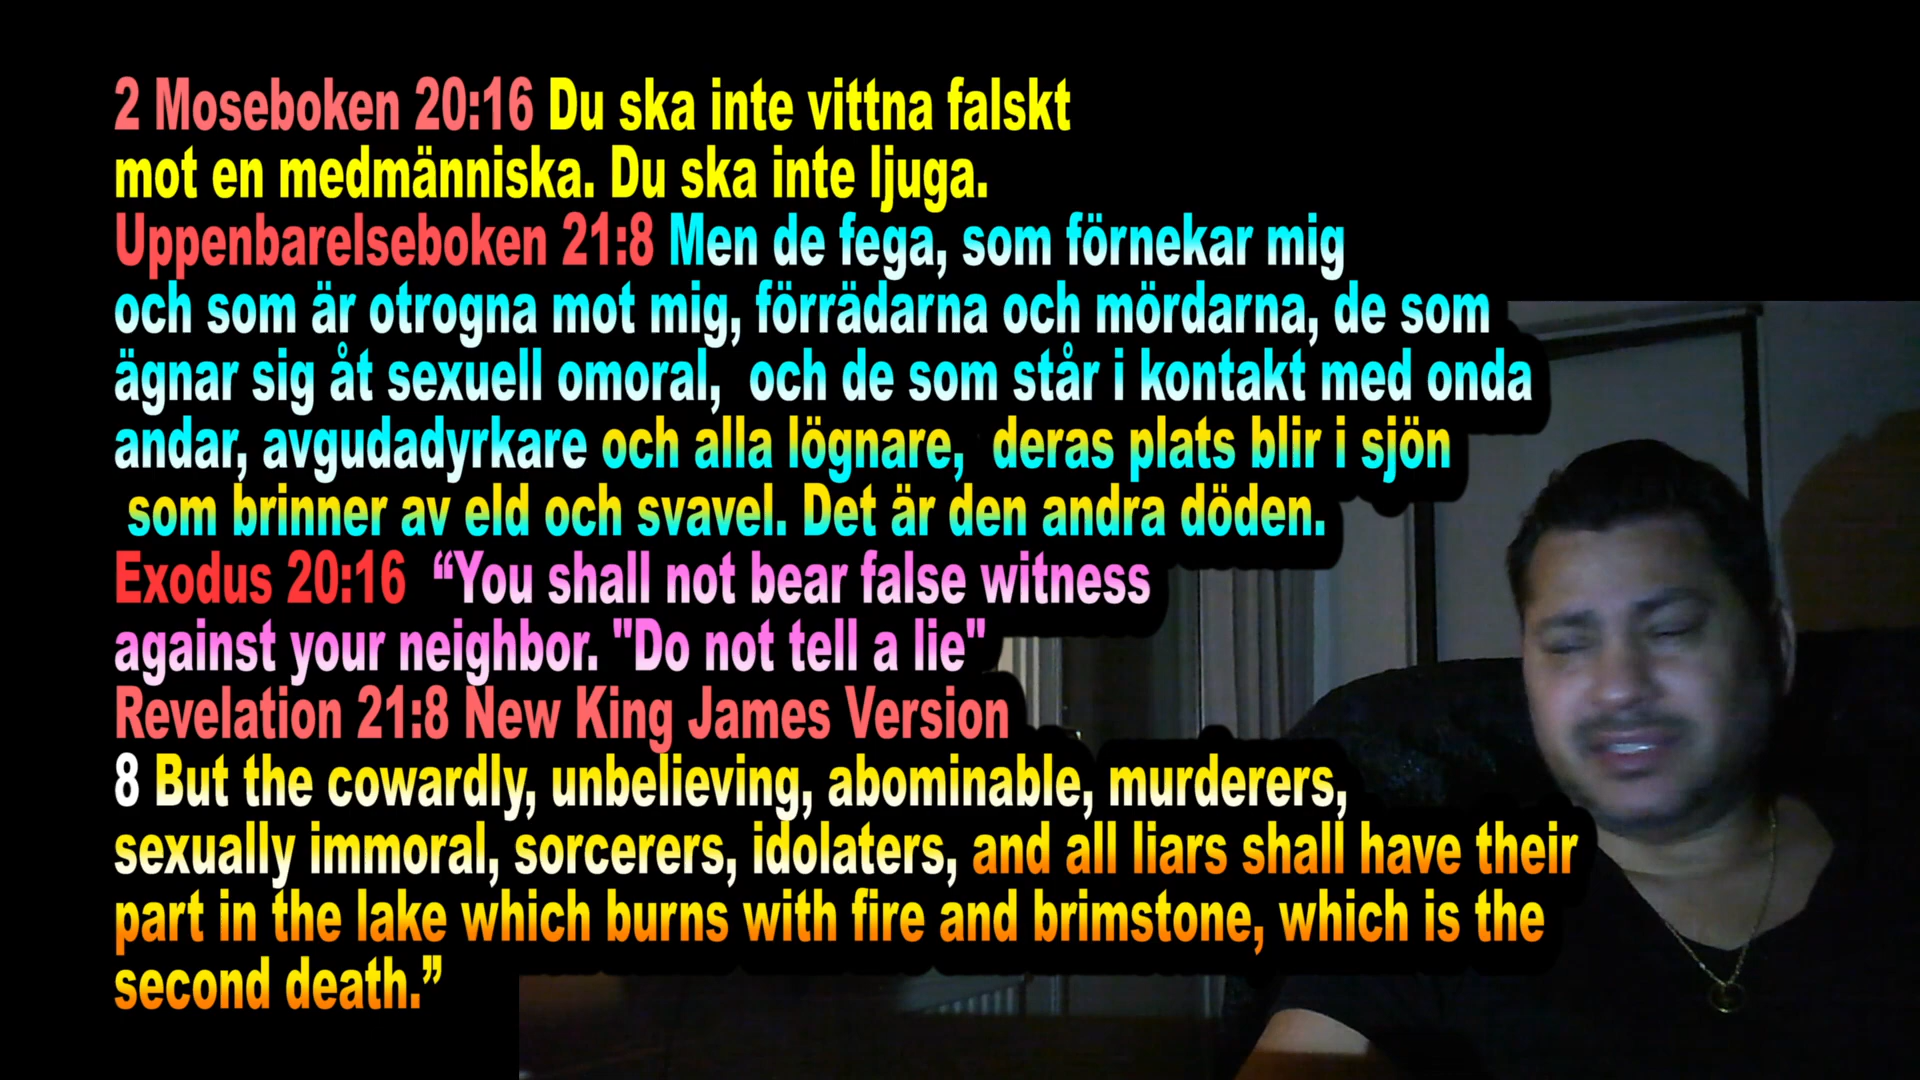 2 Moseboken 20:16 Du ska inte vittna falskt
mot en medmänniska. Du ska inte ljuga.
Uppenbarelseboken 21:8 Men de fega, som förnekar mig
och som är otrogna mot mig, förrädarna och mördarna, de som
ägnar sig åt sexuell omoral, och de som står i kontakt med onda
andar, avgudadyrkare och alla lögnare, deras plats blir i sjön
som brinner av eld och svavel. Det är den andra döden.
Exodus 20:16 “You shall not bear false witness
against your neighbor. "Do not tell a lie"
Revelation 21:8 New King James Version
8 But the cowardly, unbelieving, abominable, murderers,
sexually immoral, sorcerers, idolaters, and all liars shall have their
part in the lake which burns with fire and brimstone, which is the
second death.”